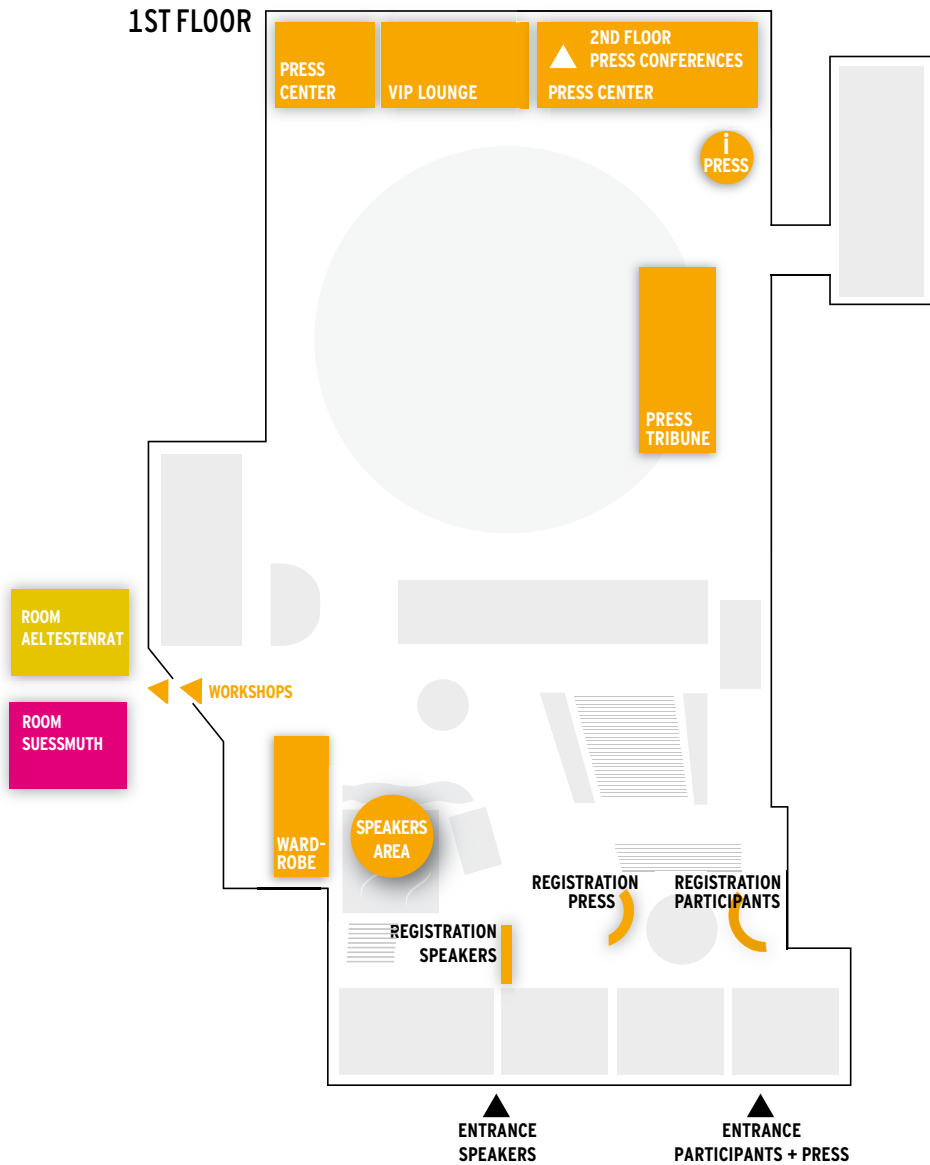 1ST FLOOR
PRESS
CENTER
VIP LOUNGE
2ND FLOOR
PRESS CONFERENCES
PRESS CENTER
i
PRESS
PRESS
TRIBUNE
ROOM
AELTESTENRAT
WORKSHOPS
ROOM
SUESSMUTH
WARD-
ROBE
SPEAKERS
AREA
REGISTRATION
PRESS
REGISTRATION
PARTICIPANTS
REGISTRATION
SPEAKERS
ENTRANCE
SPEAKERS
ENTRANCE
PARTICIPANTS + PRESS